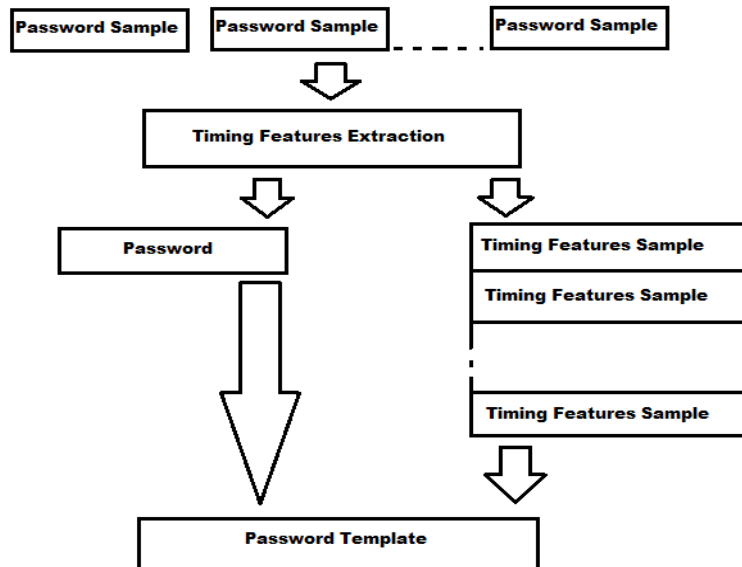 Password Sample
Password Sample
Password Sample
Timing Features Extraction
Password
Timing Features Sample
Timing Features Sample
Timing Features Sample
Password Template